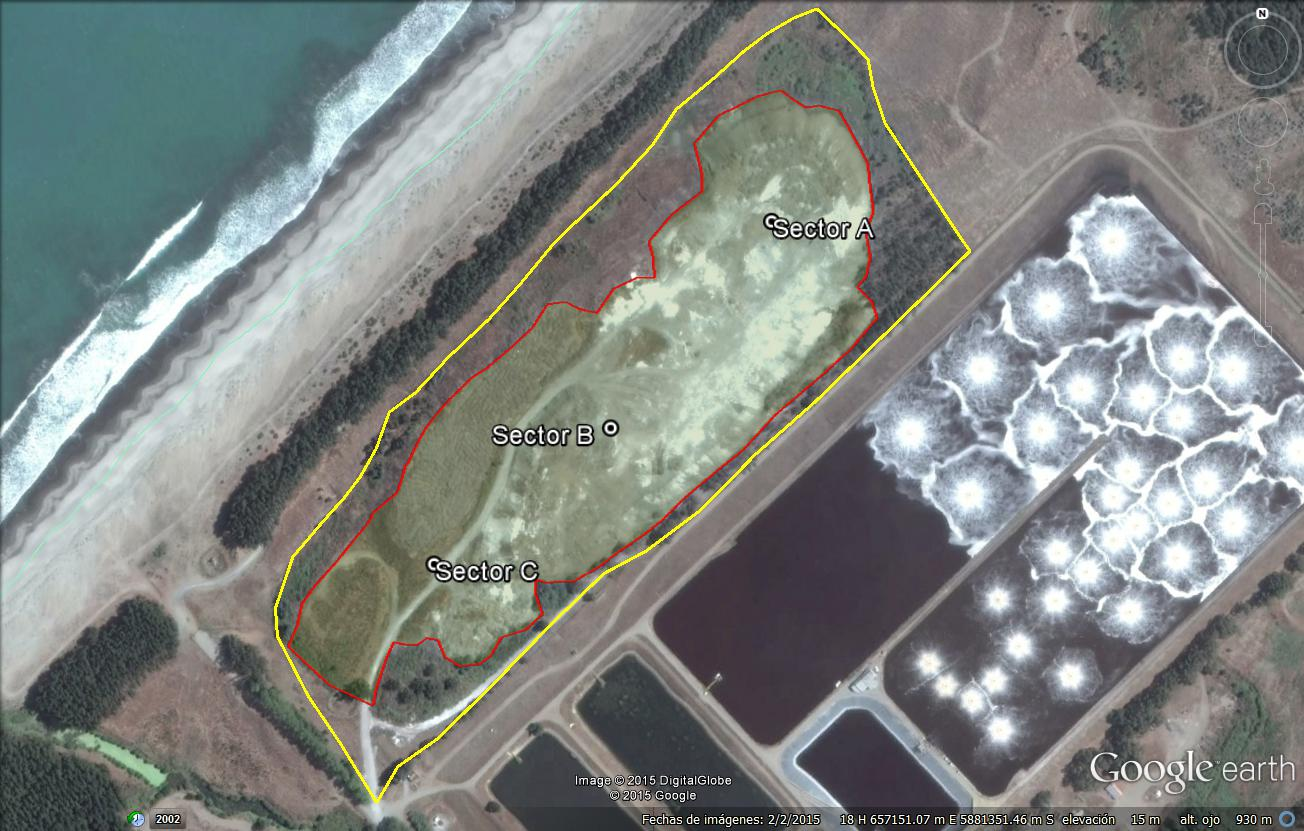 N
Sector A
Sector B
Sector C
Image © 2015 DigitalGlobe
© 2015 Google
Google earth
2002
Fechas de imágenes: 2/2/2015 18 H 657151.07 m E 5881351.46 m S elevación 15 m alt. ojo 930 m